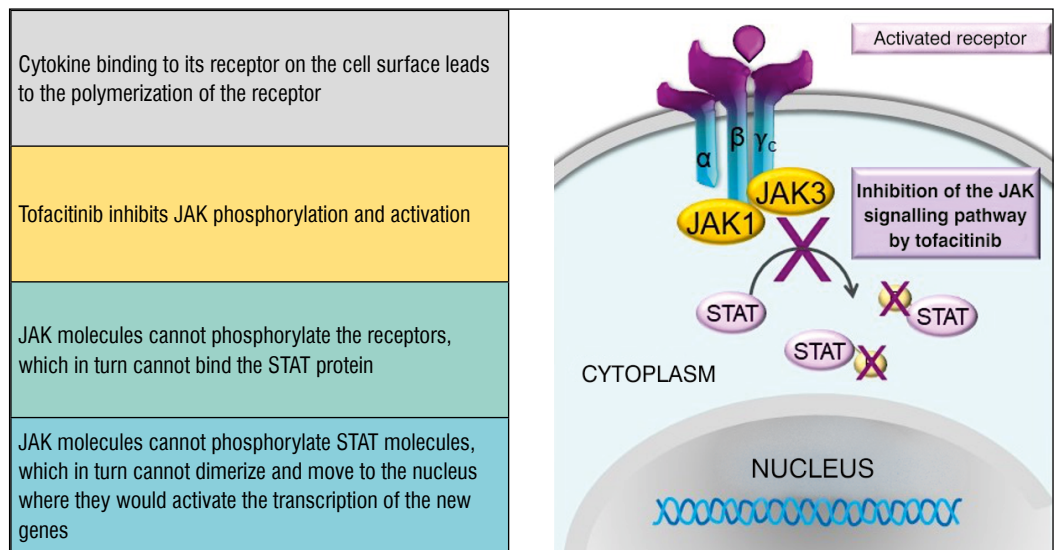 Cytokine binding to its receptor on the cell surface leads
to the polymerization of the receptor
Tofacitinib inhibits JAK phosphorylation and activation
JAK molecules cannot phosphorylate the receptors,
which in turn cannot bind the STAT protein
JAK molecules cannot phosphorylate STAT molecules,
which in turn cannot dimerize and move to the nucleus
where they would activate the transcription of the new
genes
Activated receptor
α
β
γc
JAK3
JAK1
Inhibition of the JAK
signalling pathway
by tofacitinib
STAT
STAT
STAT
CYTOPLASM
NUCLEUS